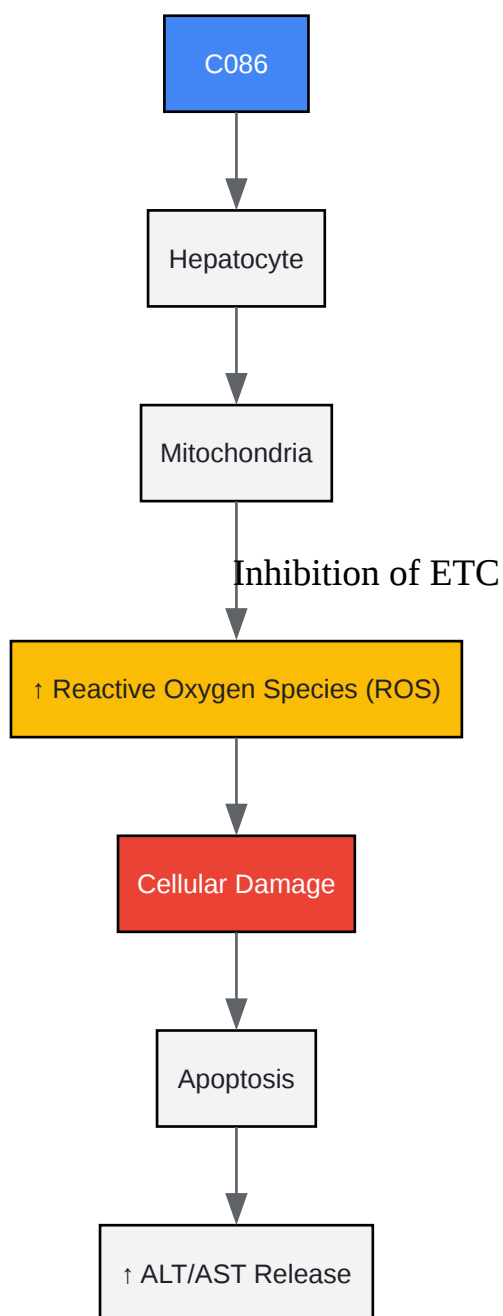 C086
Hepatocyte
Mitochondria
Inhibition of ETC
↑ Reactive Oxygen Species (ROS)
Cellular Damage
Apoptosis
↑ ALT/AST Release